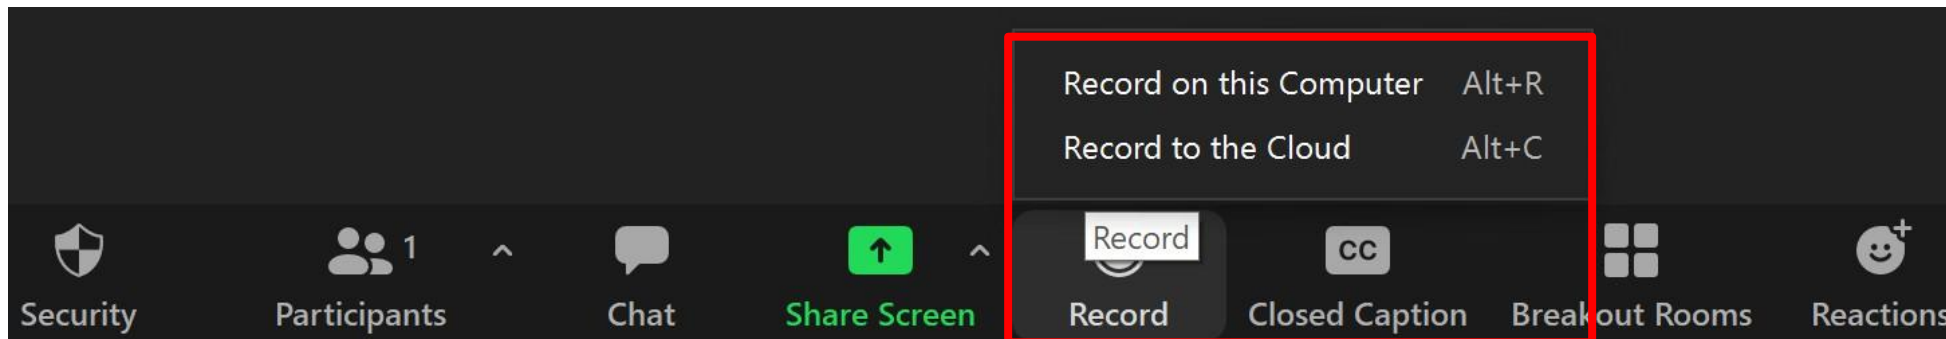 Record on this Computer Alt+R
Record to the Cloud Alt+C
Record
1
CC
Security Participants Chat Share Screen Record Closed Caption Breakout Rooms Reactions